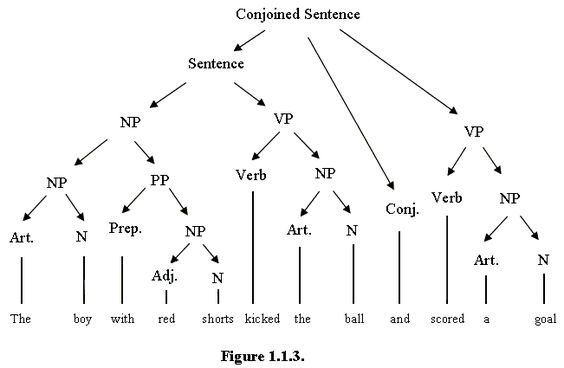 Conjoined Sentence
Sentence
NP VP VP
NP PP Verb NP Conj. Verb NP
Art. N Prep. NP Art. N Art. N
Adj. N
The boy with red shorts kicked the ball and scored a goal
Figure 1.1.3.